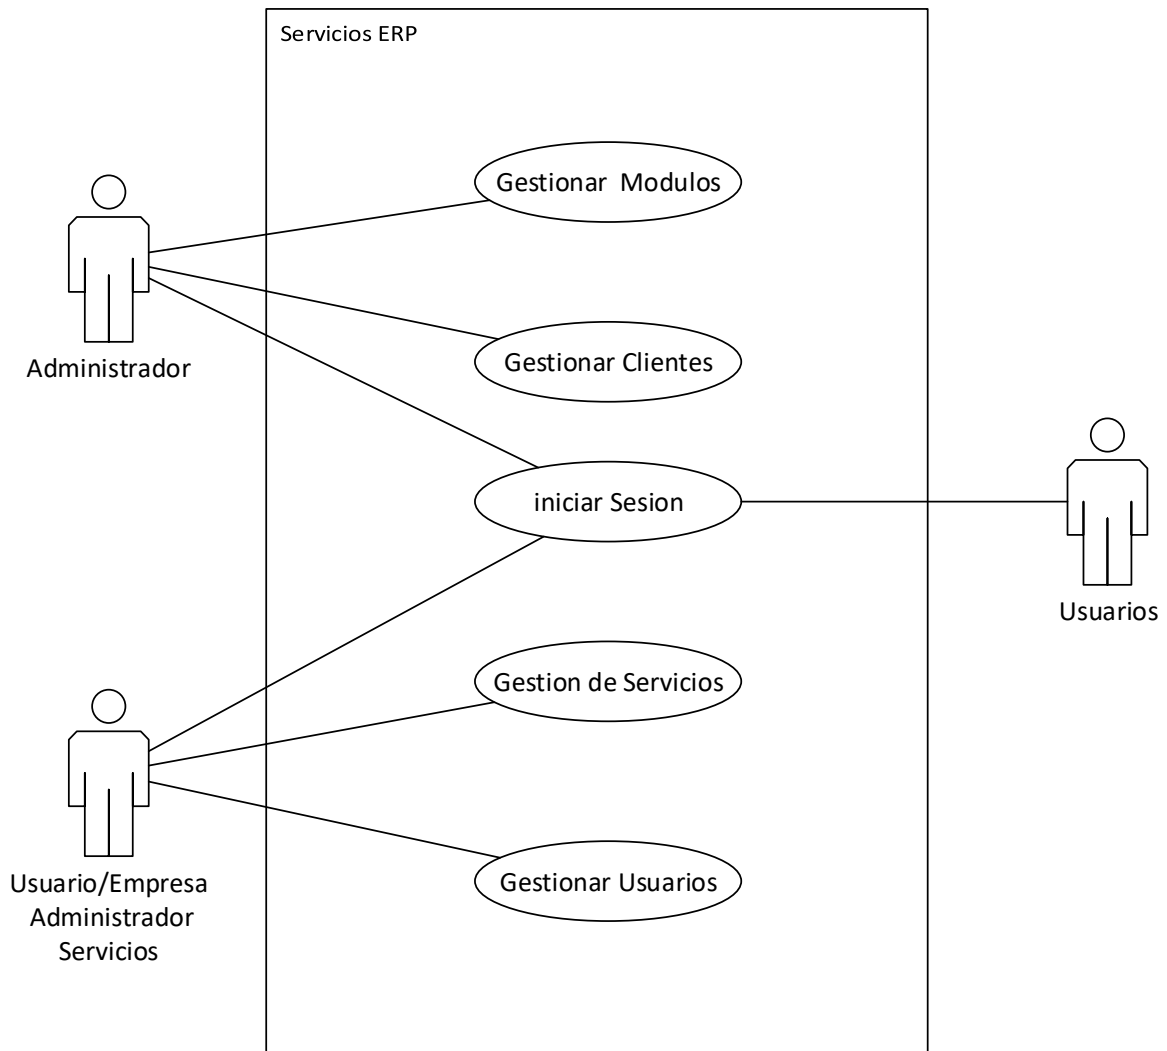 Servicios ERP
Gestionar Modulos
Administrador
Gestionar Clientes
iniciar Sesion
Usuarios
Gestion de Servicios
Usuario/Empresa
Administrador
Servicios
Gestionar Usuarios